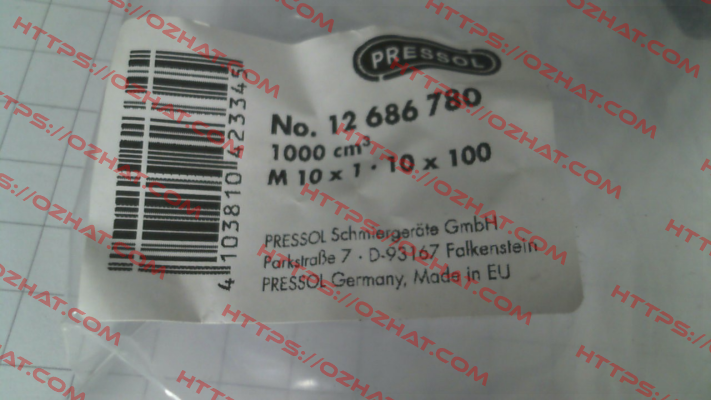 PRESSOL
No. 12 686 780
1000 cm³
M 10 x 1 · 10 x 100
PRESSOL Schmiergeräte GmbH
Parkstraße 7 · D-93167 Falkenstein
PRESSOL Germany, Made in EU
4 103810 423345
HTTPS://OZHAT.COM